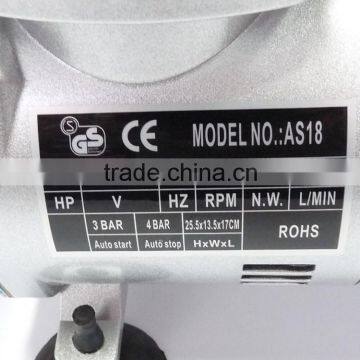 S GS CE MODEL NO.:AS18
trade.china.cn
HP V HZ RPM N.W. L/MIN
3 BAR 4 BAR 25.5x13.5x17CM ROHS
Auto start Auto stop HxWxL